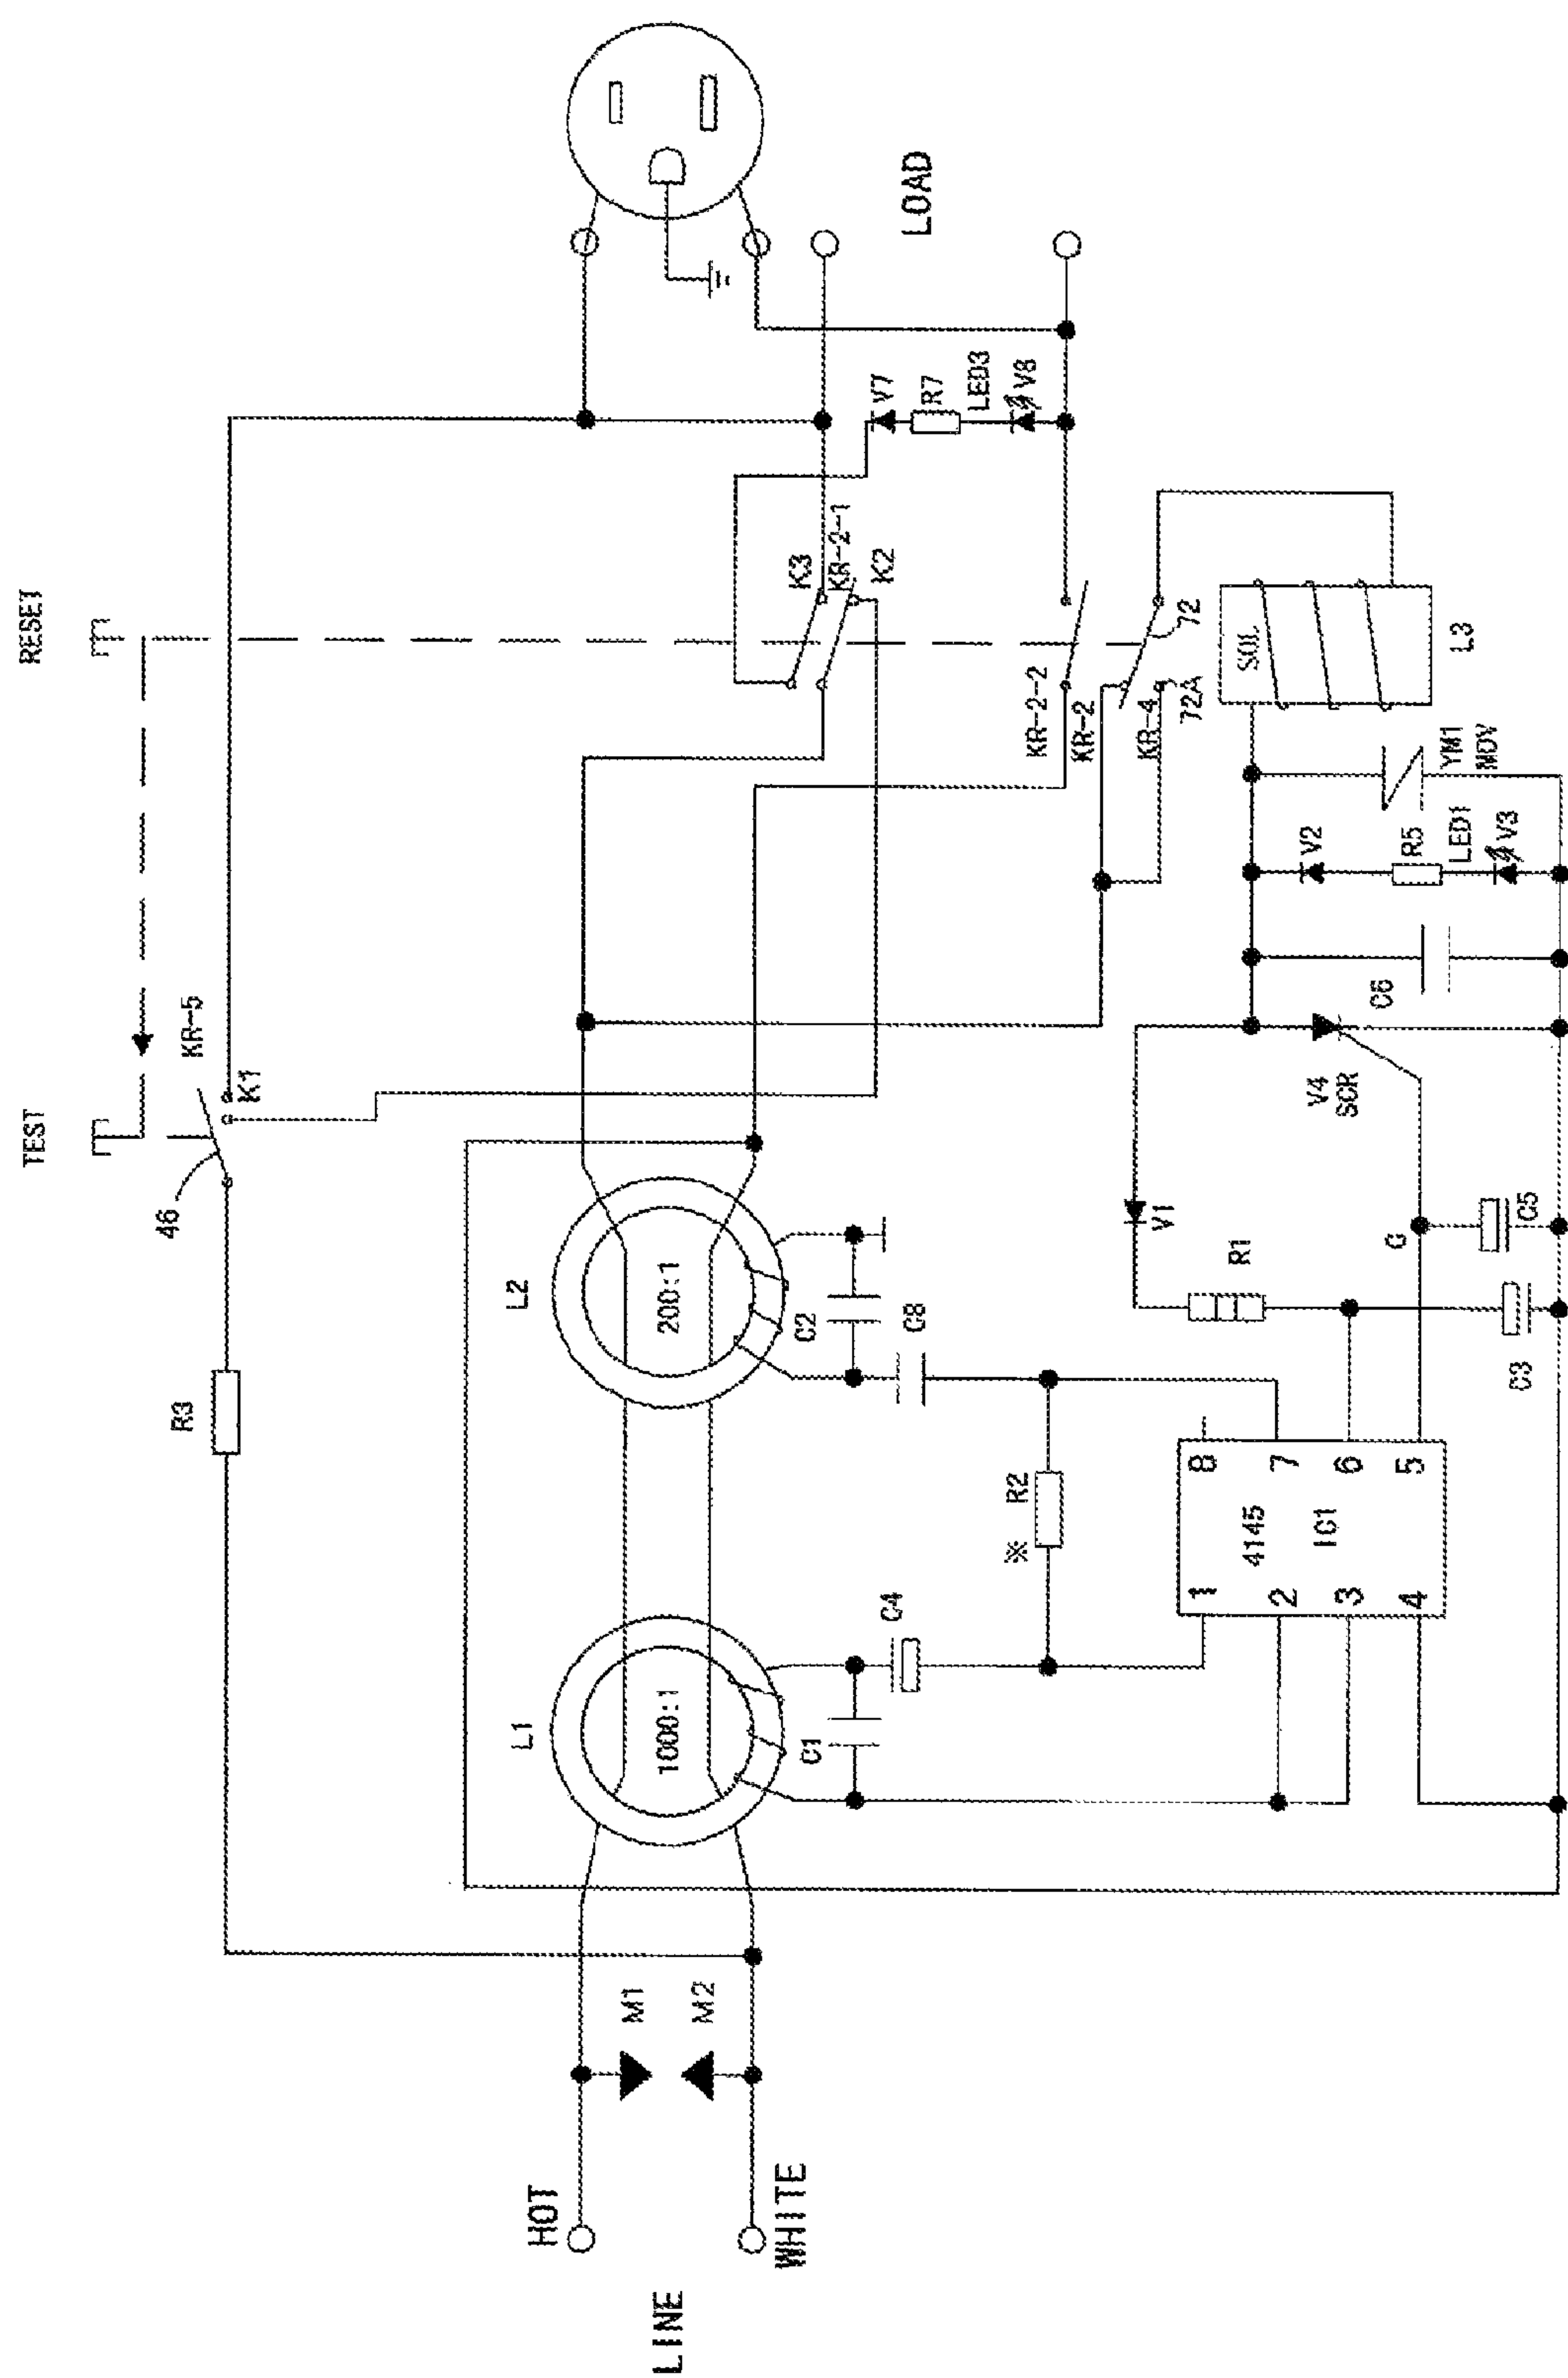 TEST
RESET
46
KR-5
K1
R3
L1
1000:1
L2
200:1
HOT
LINE
WHITE
M1
M2
C1
C4
C2
C8
※ R2
K3
KR-2-1
K2
V7
R7
LED3
V8
LOAD
KR-2-2
KR-2
KR-4
72
72A
SOL
L3
1
2
3
4
4145
IC1
8
7
6
5
V1
R1
G
C3
C5
V4
SCR
C6
V2
R5
LED1
V3
YM1
MOV